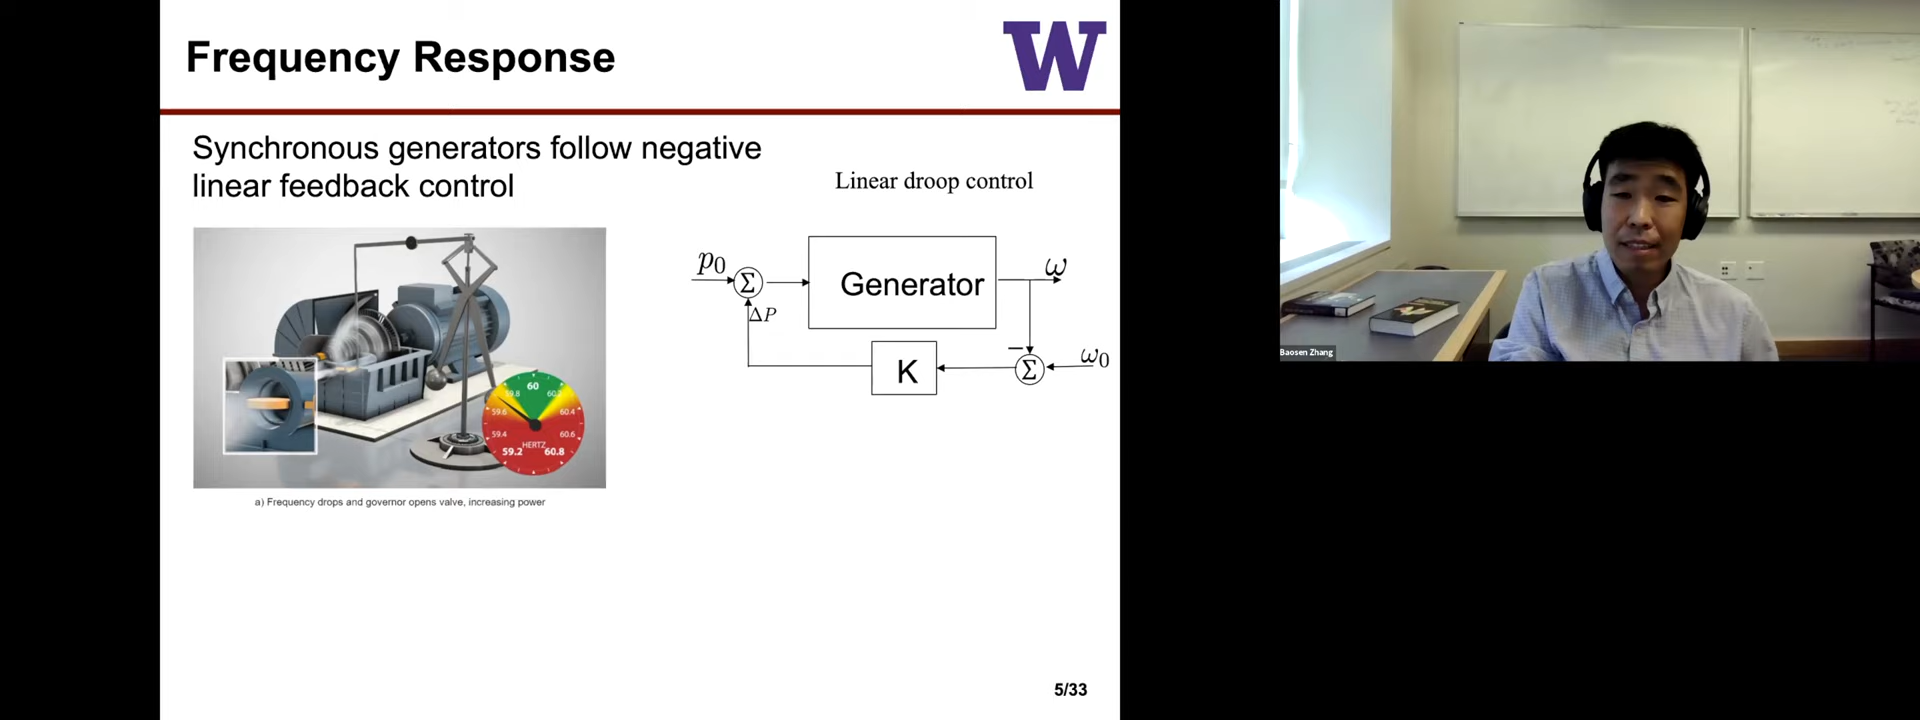 Frequency Response
W
Synchronous generators follow negative
linear feedback control
Linear droop control
p0
Σ
Generator
ω
ΔP
K
−
Σ
ω0
60
59.8
60.2
59.6
60.4
59.4
60.6
HERTZ
59.2
60.8
a) Frequency drops and governor opens valve, increasing power
5/33
Baosen Zhang